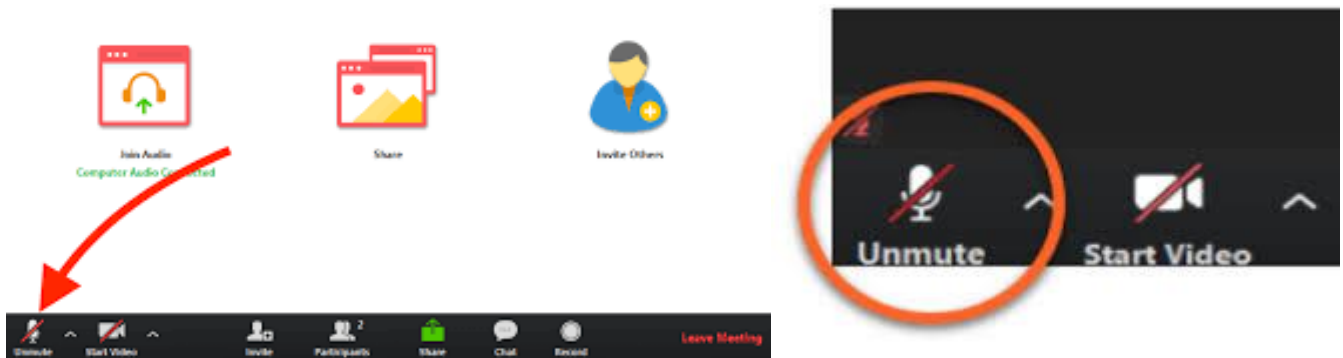 Join Audio
Computer Audio Connected
Share
Invite Others
Unmute
Start Video
Invite
Participants
2
Share
Chat
Record
Leave Meeting
Unmute
Start Video